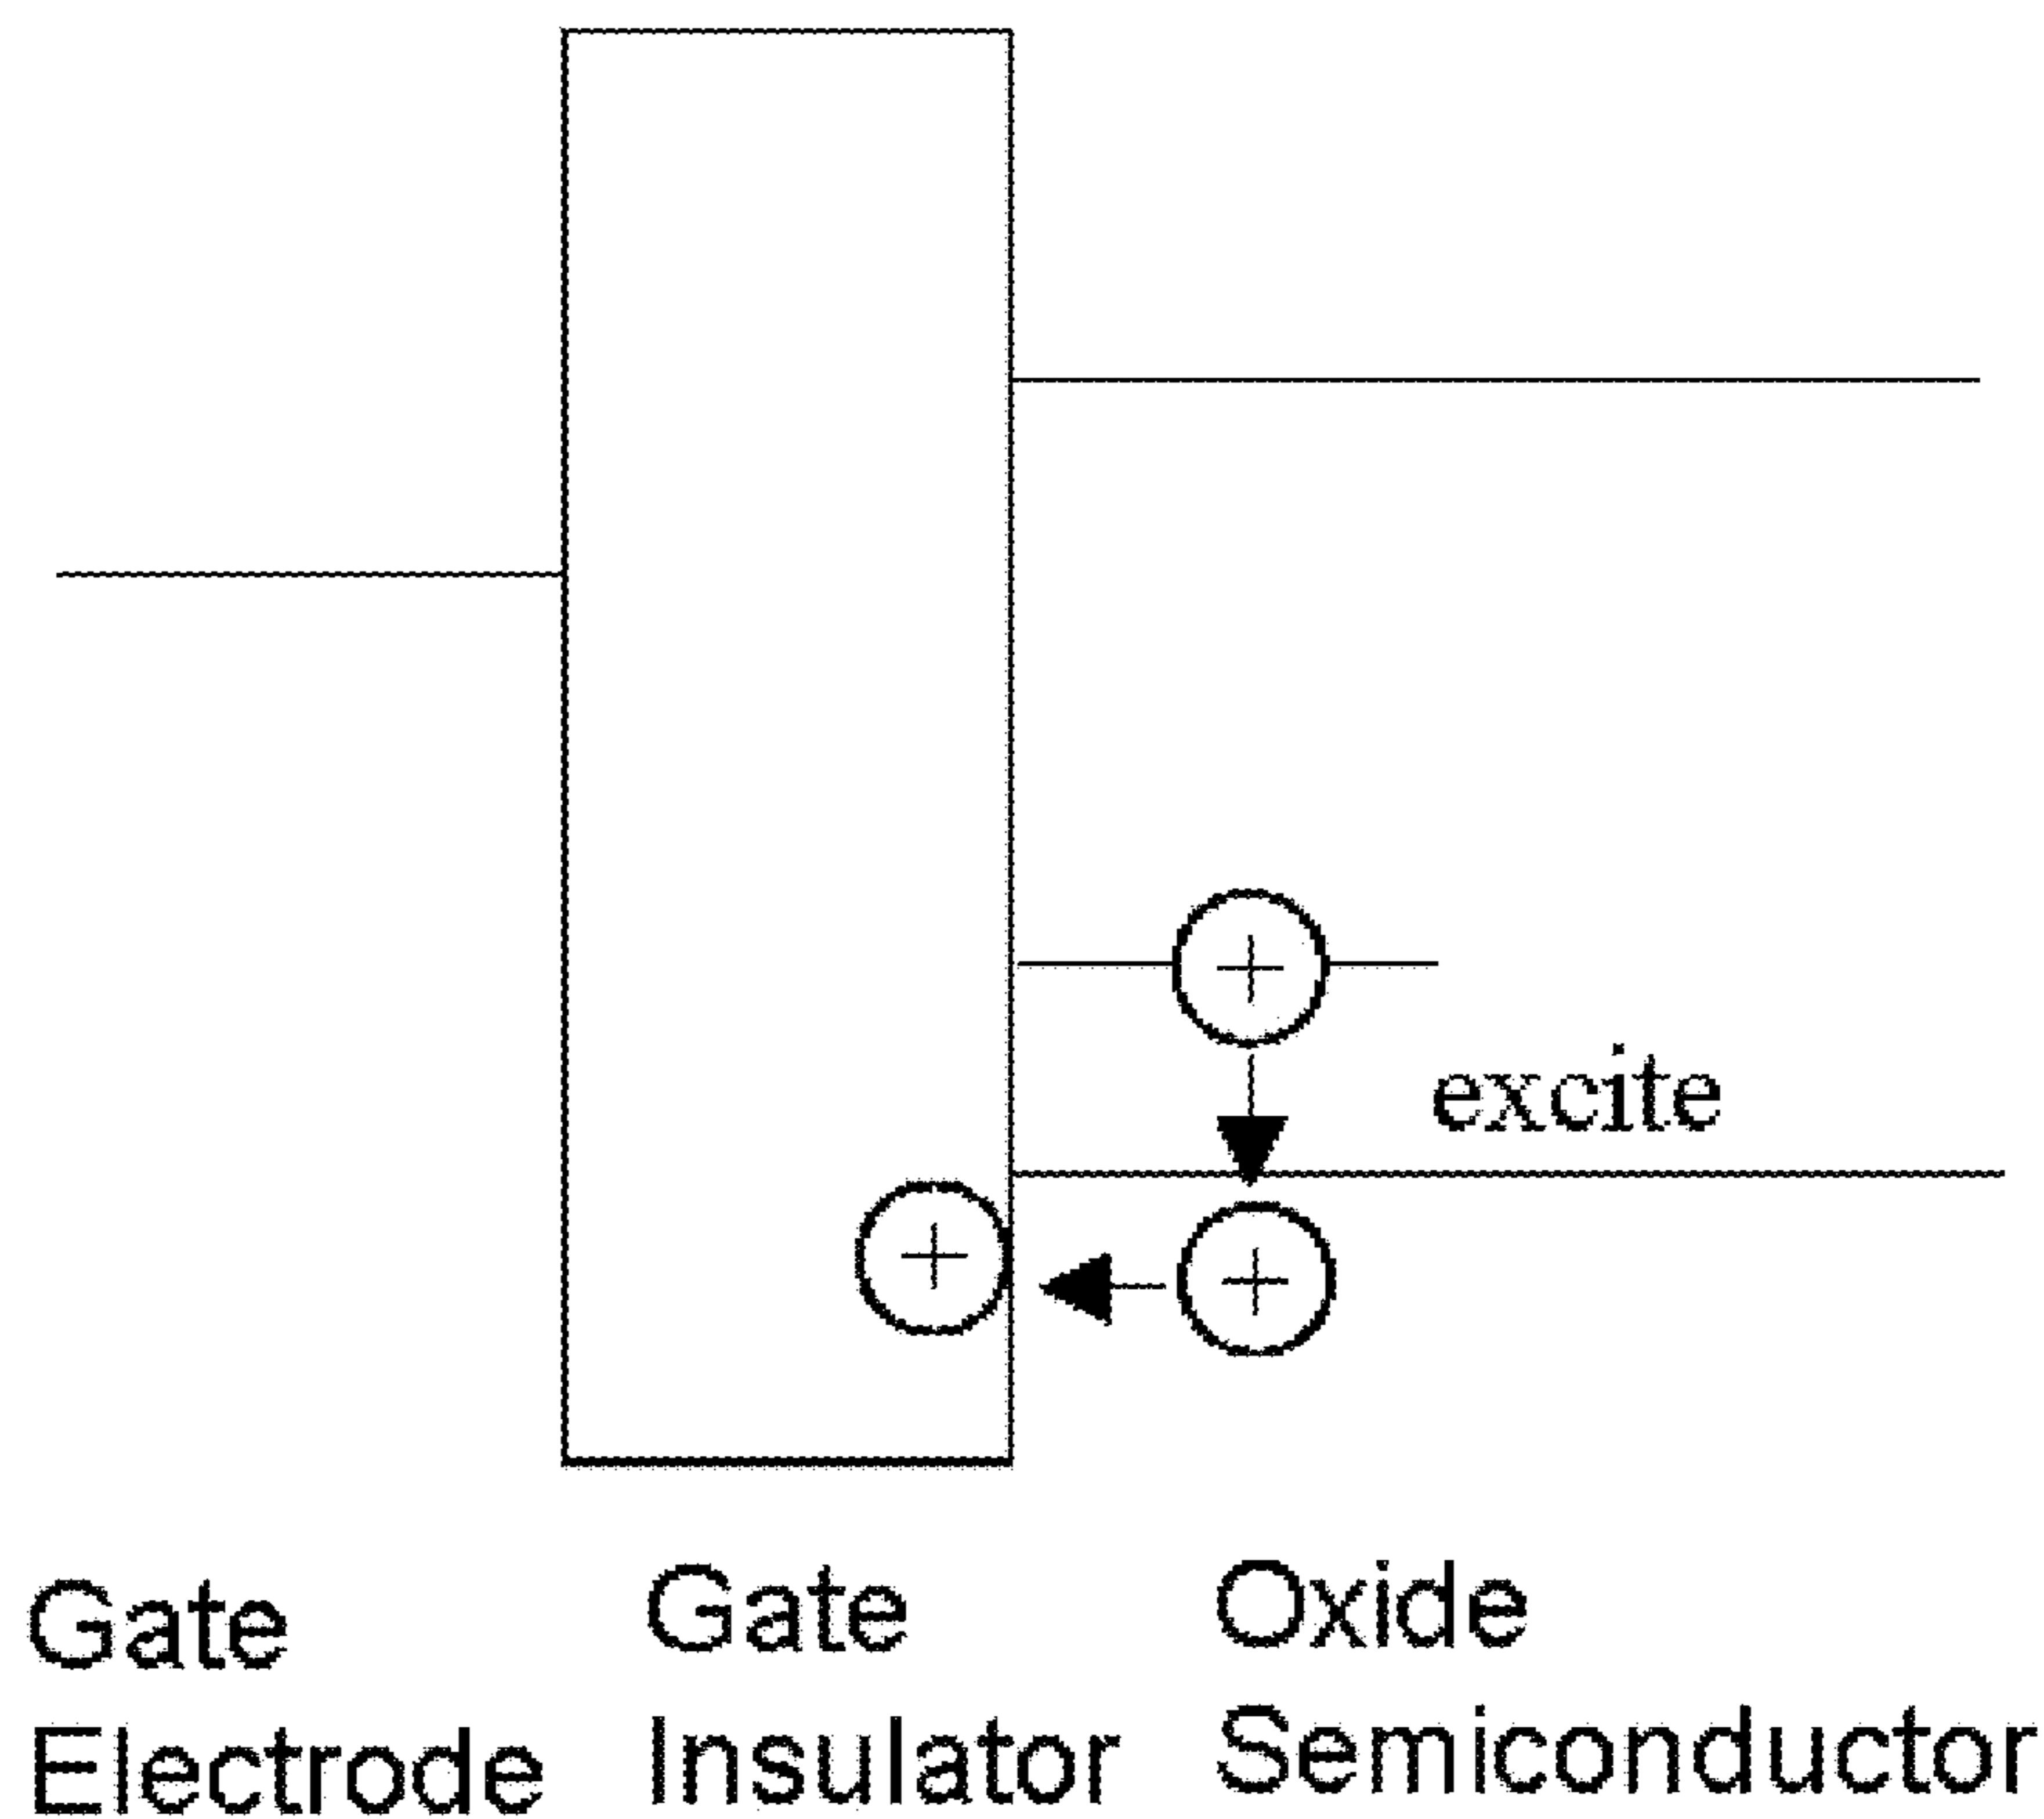 +
excite
+
+
Gate
Electrode
Gate
Insulator
Oxide
Semiconductor